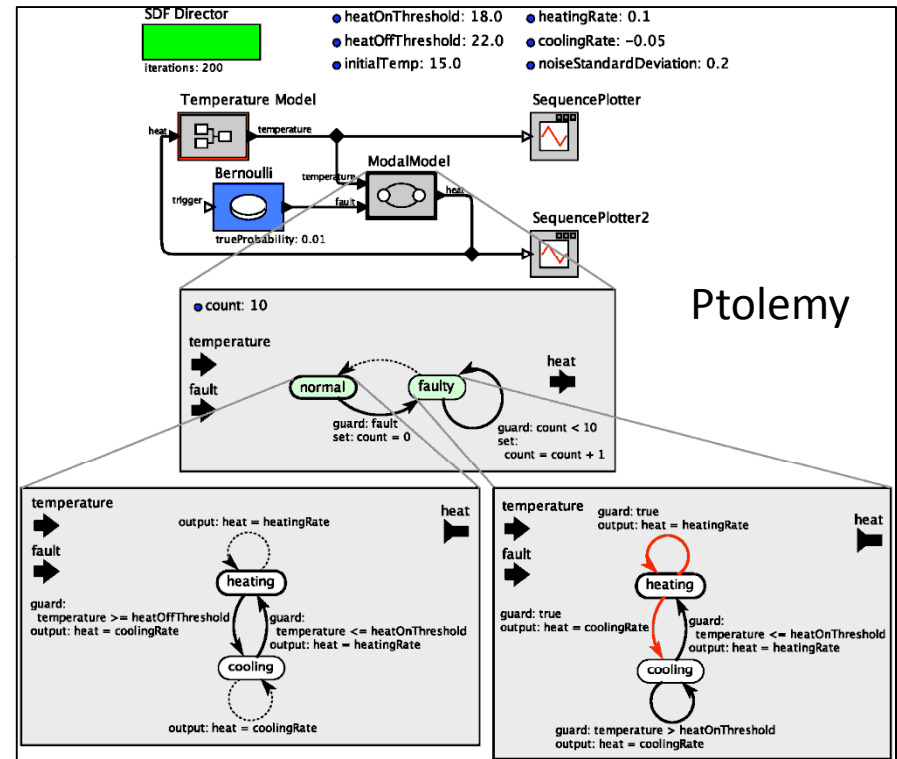 SDF Director
iterations: 200
heatOnThreshold: 18.0
heatOffThreshold: 22.0
initialTemp: 15.0
heatingRate: 0.1
coolingRate: -0.05
noiseStandardDeviation: 0.2
Temperature Model
heat
temperature
SequencePlotter
Bernoulli
trigger
trueProbability: 0.01
ModalModel
temperature
fault
heat
SequencePlotter2
Ptolemy
count: 10
temperature
fault
normal
faulty
heat
guard: fault
set: count = 0
guard: count < 10
set:
count = count + 1
temperature
fault
heat
output: heat = heatingRate
heating
guard:
temperature >= heatOffThreshold
output: heat = coolingRate
guard:
temperature <= heatOnThreshold
output: heat = heatingRate
cooling
output: heat = coolingRate
temperature
fault
heat
guard: true
output: heat = heatingRate
heating
guard: true
output: heat = coolingRate
guard:
temperature <= heatOnThreshold
output: heat = heatingRate
cooling
guard: temperature > heatOnThreshold
output: heat = coolingRate